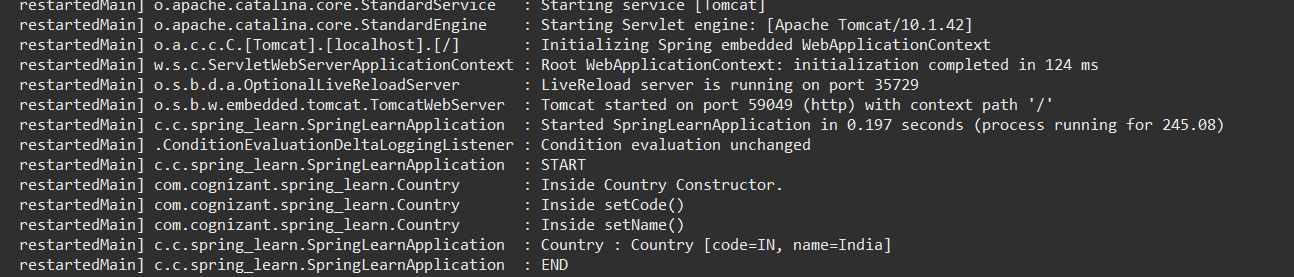 restartedMain] o.apache.catalina.core.StandardService : Starting service [Tomcat]
restartedMain] o.apache.catalina.core.StandardEngine : Starting Servlet engine: [Apache Tomcat/10.1.42]
restartedMain] o.a.c.c.C.[Tomcat].[localhost].[/] : Initializing Spring embedded WebApplicationContext
restartedMain] w.s.c.ServletWebServerApplicationContext : Root WebApplicationContext: initialization completed in 124 ms
restartedMain] o.s.b.d.a.OptionalLiveReloadServer : LiveReload server is running on port 35729
restartedMain] o.s.b.w.embedded.tomcat.TomcatWebServer : Tomcat started on port 59049 (http) with context path '/'
restartedMain] c.c.spring_learn.SpringLearnApplication : Started SpringLearnApplication in 0.197 seconds (process running for 245.08)
restartedMain] .ConditionEvaluationDeltaLoggingListener : Condition evaluation unchanged
restartedMain] c.c.spring_learn.SpringLearnApplication : START
restartedMain] com.cognizant.spring_learn.Country : Inside Country Constructor.
restartedMain] com.cognizant.spring_learn.Country : Inside setCode()
restartedMain] com.cognizant.spring_learn.Country : Inside setName()
restartedMain] c.c.spring_learn.SpringLearnApplication : Country : Country [code=IN, name=India]
restartedMain] c.c.spring_learn.SpringLearnApplication : END